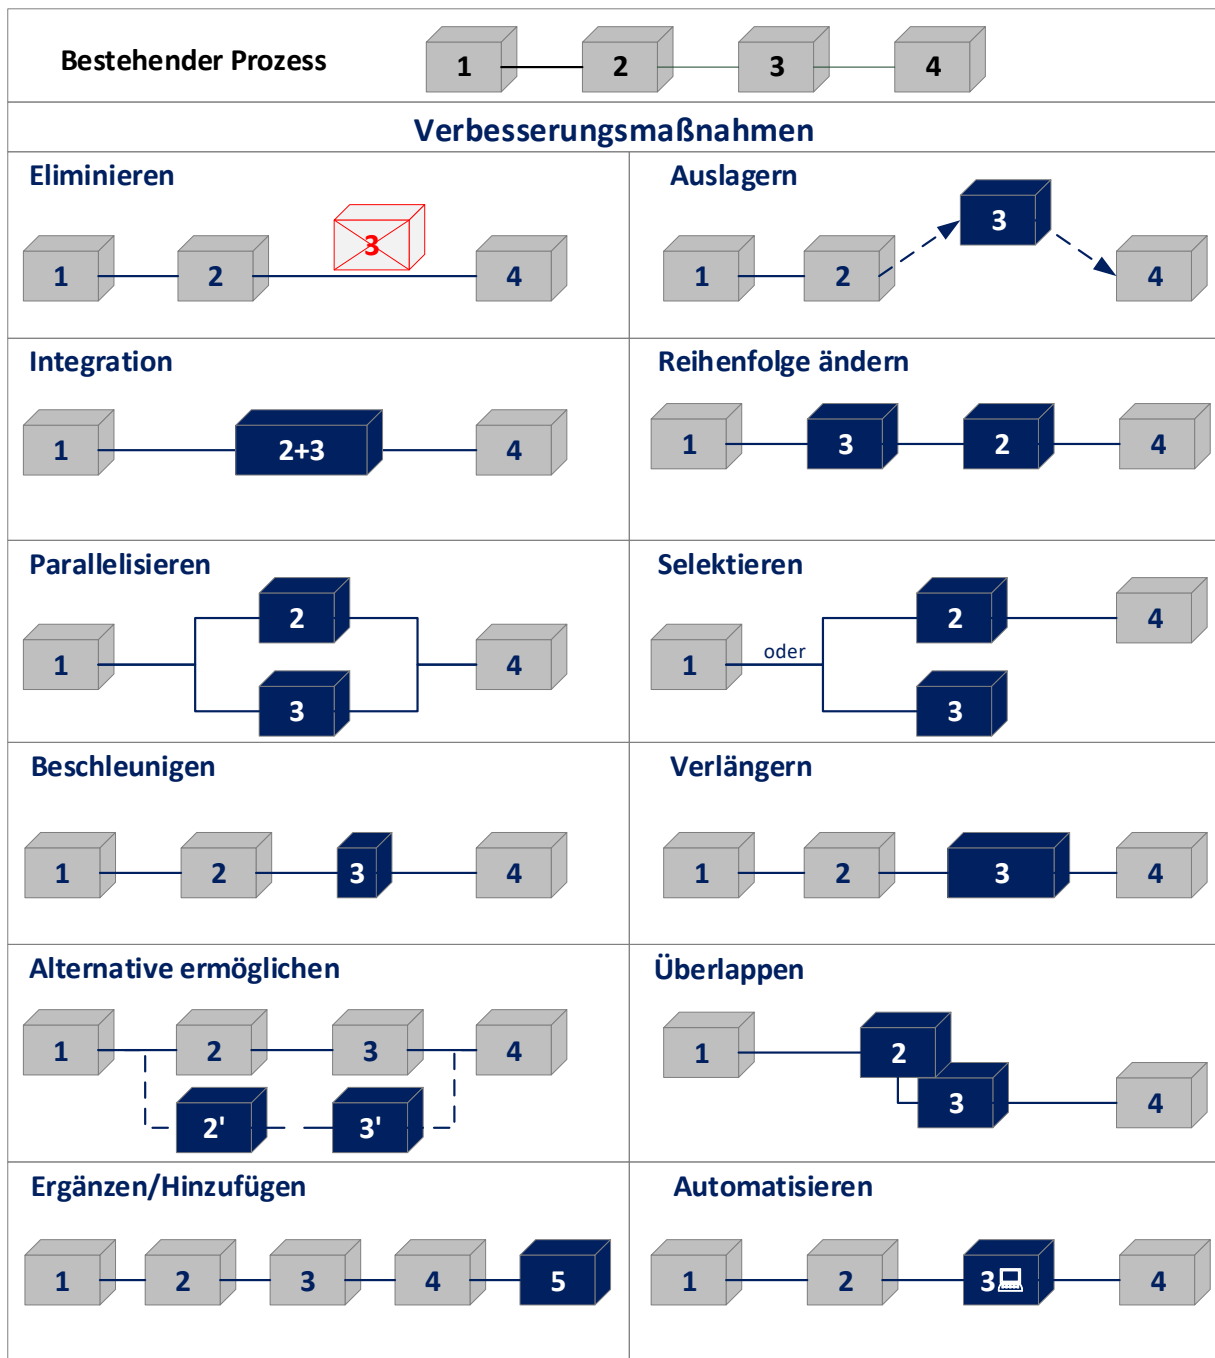 Bestehender Prozess 1 2 3 4
Verbesserungsmaßnahmen
Eliminieren
1 2 3 4
Auslagern
1 2 3 4
Integration
1 2+3 4
Reihenfolge ändern
1 3 2 4
Parallelisieren
1 2 3 4
Selektieren
1 oder 2 3 4
Beschleunigen
1 2 3 4
Verlängern
1 2 3 4
Alternative ermöglichen
1 2 3 4
2' 3'
Überlappen
1 2 3 4
Ergänzen/Hinzufügen
1 2 3 4 5
Automatisieren
1 2 3 4